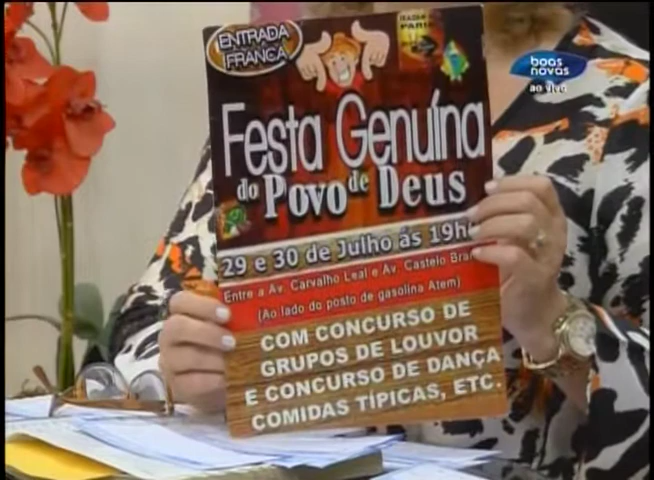 boas
novas
ao vivo
ENTRADA
FRANCA
Festa Genuína
do Povo de Deus
29 e 30 de Julho ás 19h
Entre a Av. Carvalho Leal e Av. Castelo Bran
(Ao lado do posto de gasolina Atem)
COM CONCURSO DE
GRUPOS DE LOUVOR
E CONCURSO DE DANÇA
COMIDAS TÍPICAS, ETC.